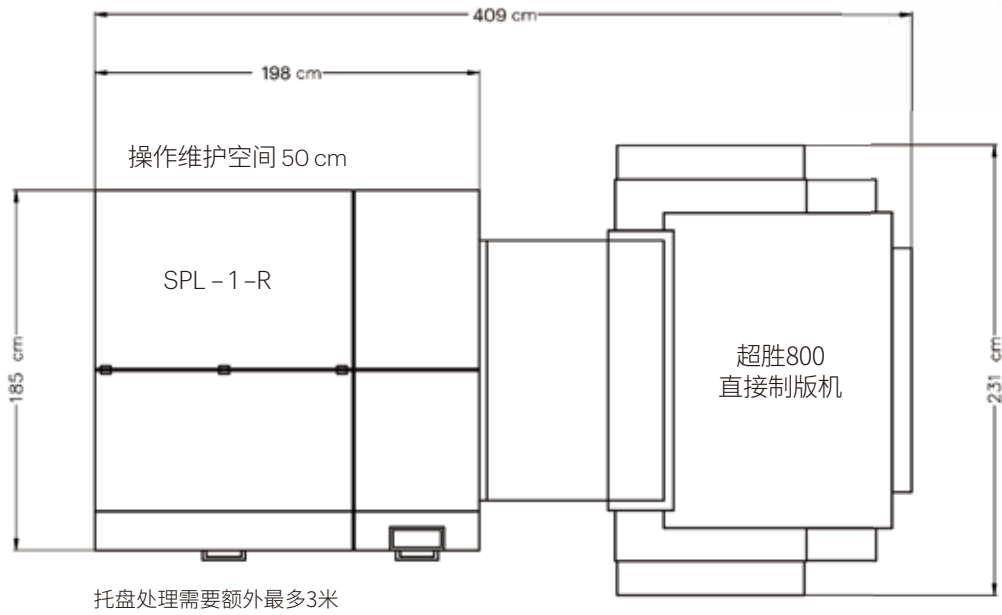 409 cm
198 cm
操作维护空间 50 cm
SPL – 1 –R
185 cm
超胜800
直接制版机
231 cm
托盘处理需要额外最多3米